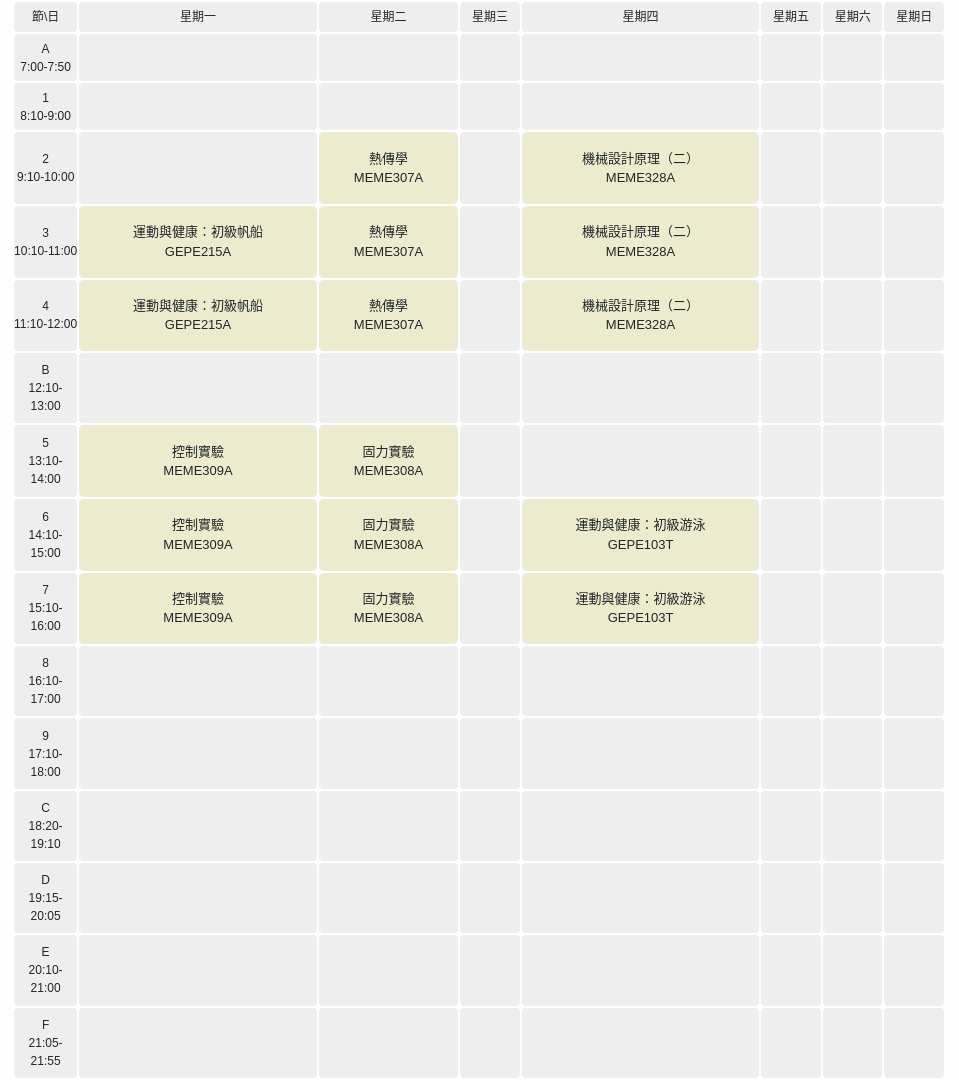 節\日
星期一
星期二
星期三
星期四
星期五
星期六
星期日
A
7:00-7:50
1
8:10-9:00
2
9:10-10:00
熱傳學
MEME307A
機械設計原理（二）
MEME328A
3
10:10-11:00
運動與健康：初級帆船
GEPE215A
熱傳學
MEME307A
機械設計原理（二）
MEME328A
4
11:10-12:00
運動與健康：初級帆船
GEPE215A
熱傳學
MEME307A
機械設計原理（二）
MEME328A
B
12:10-
13:00
5
13:10-
14:00
控制實驗
MEME309A
固力實驗
MEME308A
6
14:10-
15:00
控制實驗
MEME309A
固力實驗
MEME308A
運動與健康：初級游泳
GEPE103T
7
15:10-
16:00
控制實驗
MEME309A
固力實驗
MEME308A
運動與健康：初級游泳
GEPE103T
8
16:10-
17:00
9
17:10-
18:00
C
18:20-
19:10
D
19:15-
20:05
E
20:10-
21:00
F
21:05-
21:55